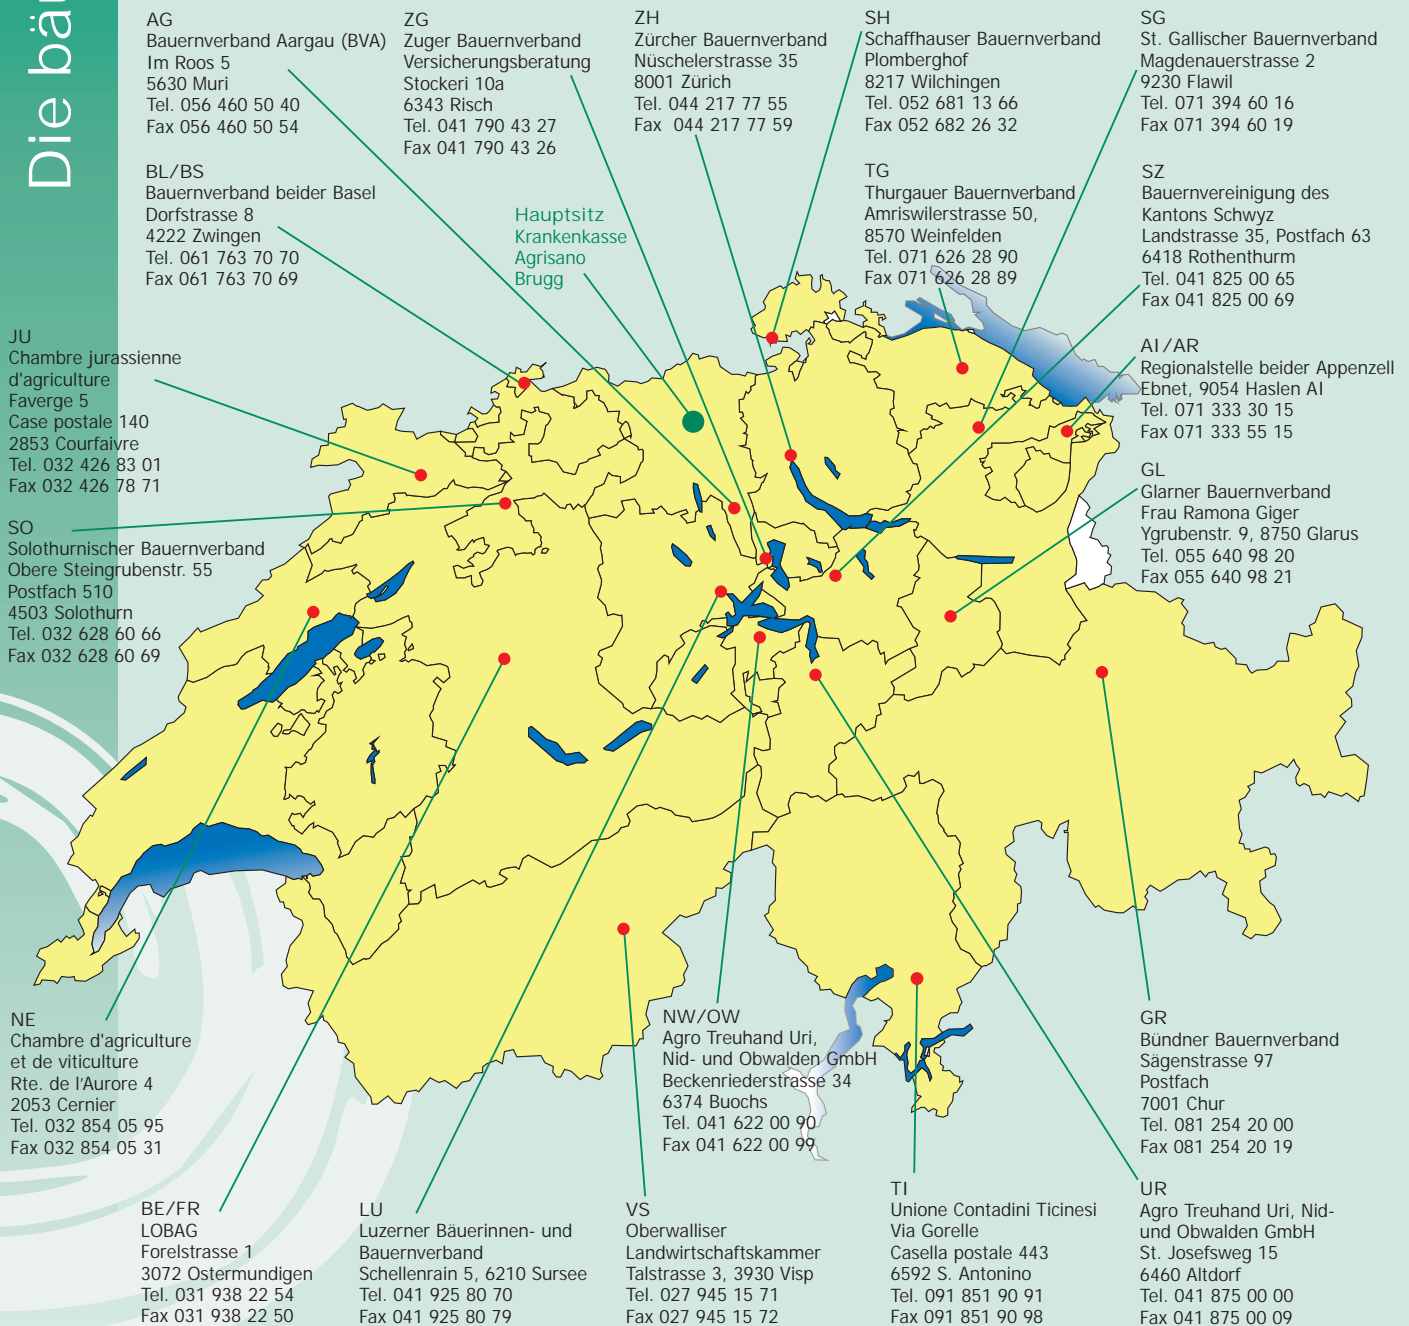 Die bäu
AG
Bauernverband Aargau (BVA)
Im Roos 5
5630 Muri
Tel. 056 460 50 40
Fax 056 460 50 54
ZG
Zuger Bauernverband
Versicherungsberatung
Stockeri 10a
6343 Risch
Tel. 041 790 43 27
Fax 041 790 43 26
ZH
Zürcher Bauernverband
Nüschelerstrasse 35
8001 Zürich
Tel. 044 217 77 55
Fax 044 217 77 59
SH
Schaffhauser Bauernverband
Plomberghof
8217 Wilchingen
Tel. 052 681 13 66
Fax 052 682 26 32
SG
St. Gallischer Bauernverband
Magdenauerstrasse 2
9230 Flawil
Tel. 071 394 60 16
Fax 071 394 60 19
BL/BS
Bauernverband beider Basel
Dorfstrasse 8
4222 Zwingen
Tel. 061 763 70 70
Fax 061 763 70 69
Hauptsitz
Krankenkasse
Agrisano
Brugg
TG
Thurgauer Bauernverband
Amriswilerstrasse 50,
8570 Weinfelden
Tel. 071 626 28 90
Fax 071 626 28 89
SZ
Bauernvereinigung des
Kantons Schwyz
Landstrasse 35, Postfach 63
6418 Rothenthurm
Tel. 041 825 00 65
Fax 041 825 00 69
JU
Chambre jurassienne
d'agriculture
Faverge 5
Case postale 140
2853 Courfaivre
Tel. 032 426 83 01
Fax 032 426 78 71
AI/AR
Regionalstelle beider Appenzell
Ebnet, 9054 Haslen AI
Tel. 071 333 30 15
Fax 071 333 55 15
GL
Glarner Bauernverband
Frau Ramona Giger
Ygrubenstr. 9, 8750 Glarus
Tel. 055 640 98 20
Fax 055 640 98 21
SO
Solothurnischer Bauernverband
Obere Steingrubenstr. 55
Postfach 510
4503 Solothurn
Tel. 032 628 60 66
Fax 032 628 60 69
NE
Chambre d'agriculture
et de viticulture
Rte. de l'Aurore 4
2053 Cernier
Tel. 032 854 05 95
Fax 032 854 05 31
NW/OW
Agro Treuhand Uri,
Nid- und Obwalden GmbH
Beckenriederstrasse 34
6374 Buochs
Tel. 041 622 00 90
Fax 041 622 00 99
GR
Bündner Bauernverband
Sägenstrasse 97
Postfach
7001 Chur
Tel. 081 254 20 00
Fax 081 254 20 19
BE/FR
LOBAG
Forelstrasse 1
3072 Ostermundigen
Tel. 031 938 22 54
Fax 031 938 22 50
LU
Luzerner Bäuerinnen- und
Bauernverband
Schellenrain 5, 6210 Sursee
Tel. 041 925 80 70
Fax 041 925 80 79
VS
Oberwalliser
Landwirtschaftskammer
Talstrasse 3, 3930 Visp
Tel. 027 945 15 71
Fax 027 945 15 72
TI
Unione Contadini Ticinesi
Via Gorelle
Casella postale 443
6592 S. Antonino
Tel. 091 851 90 91
Fax 091 851 90 98
UR
Agro Treuhand Uri, Nid-
und Obwalden GmbH
St. Josefsweg 15
6460 Altdorf
Tel. 041 875 00 00
Fax 041 875 00 09